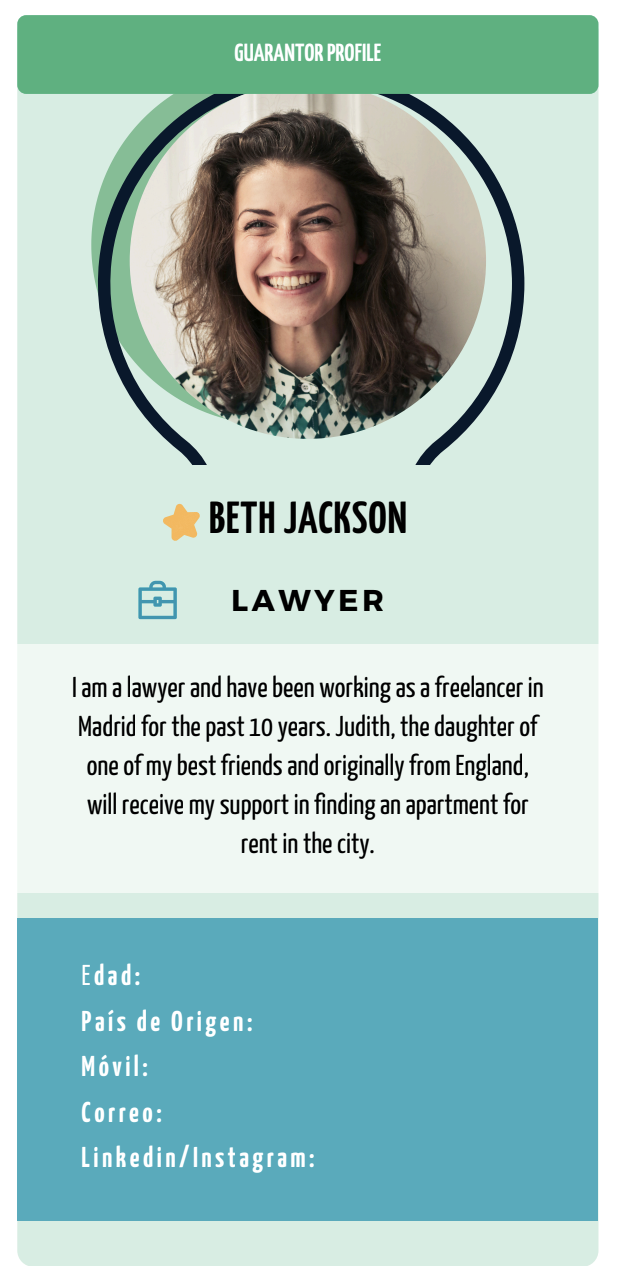 GUARANTOR PROFILE
BETH JACKSON
LAWYER
I am a lawyer and have been working as a freelancer in
Madrid for the past 10 years. Judith, the daughter of
one of my best friends and originally from England,
will receive my support in finding an apartment for
rent in the city.
Edad:
País de Origen:
Móvil:
Correo:
Linkedin/Instagram: